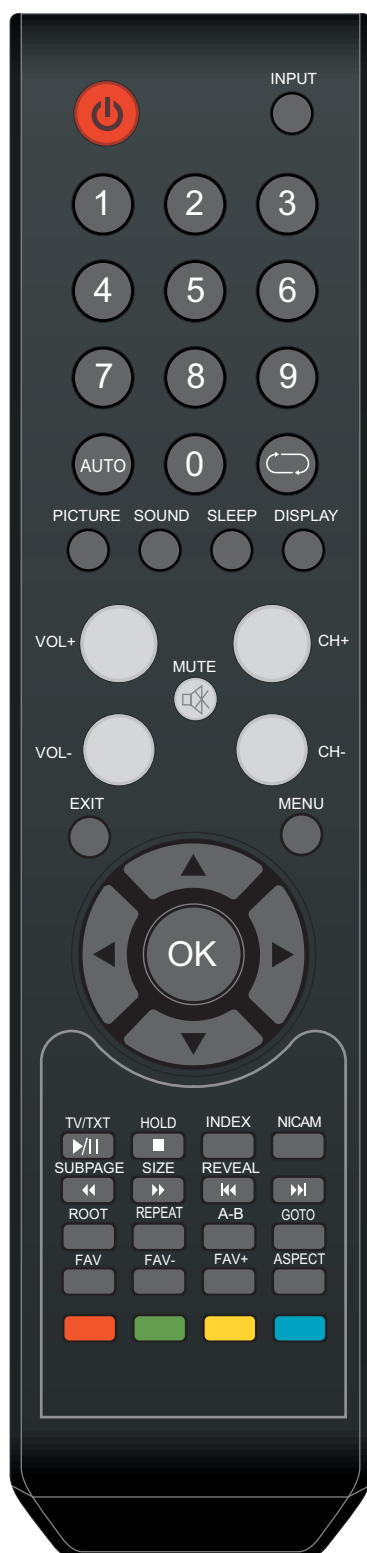 INPUT
1 2 3
4 5 6
7 8 9
AUTO 0
PICTURE SOUND SLEEP DISPLAY
VOL+ CH+
MUTE
VOL- CH-
EXIT MENU
OK
TV/TXT HOLD INDEX NICAM
SUBPAGE SIZE REVEAL
ROOT REPEAT A-B GOTO
FAV FAV- FAV+ ASPECT